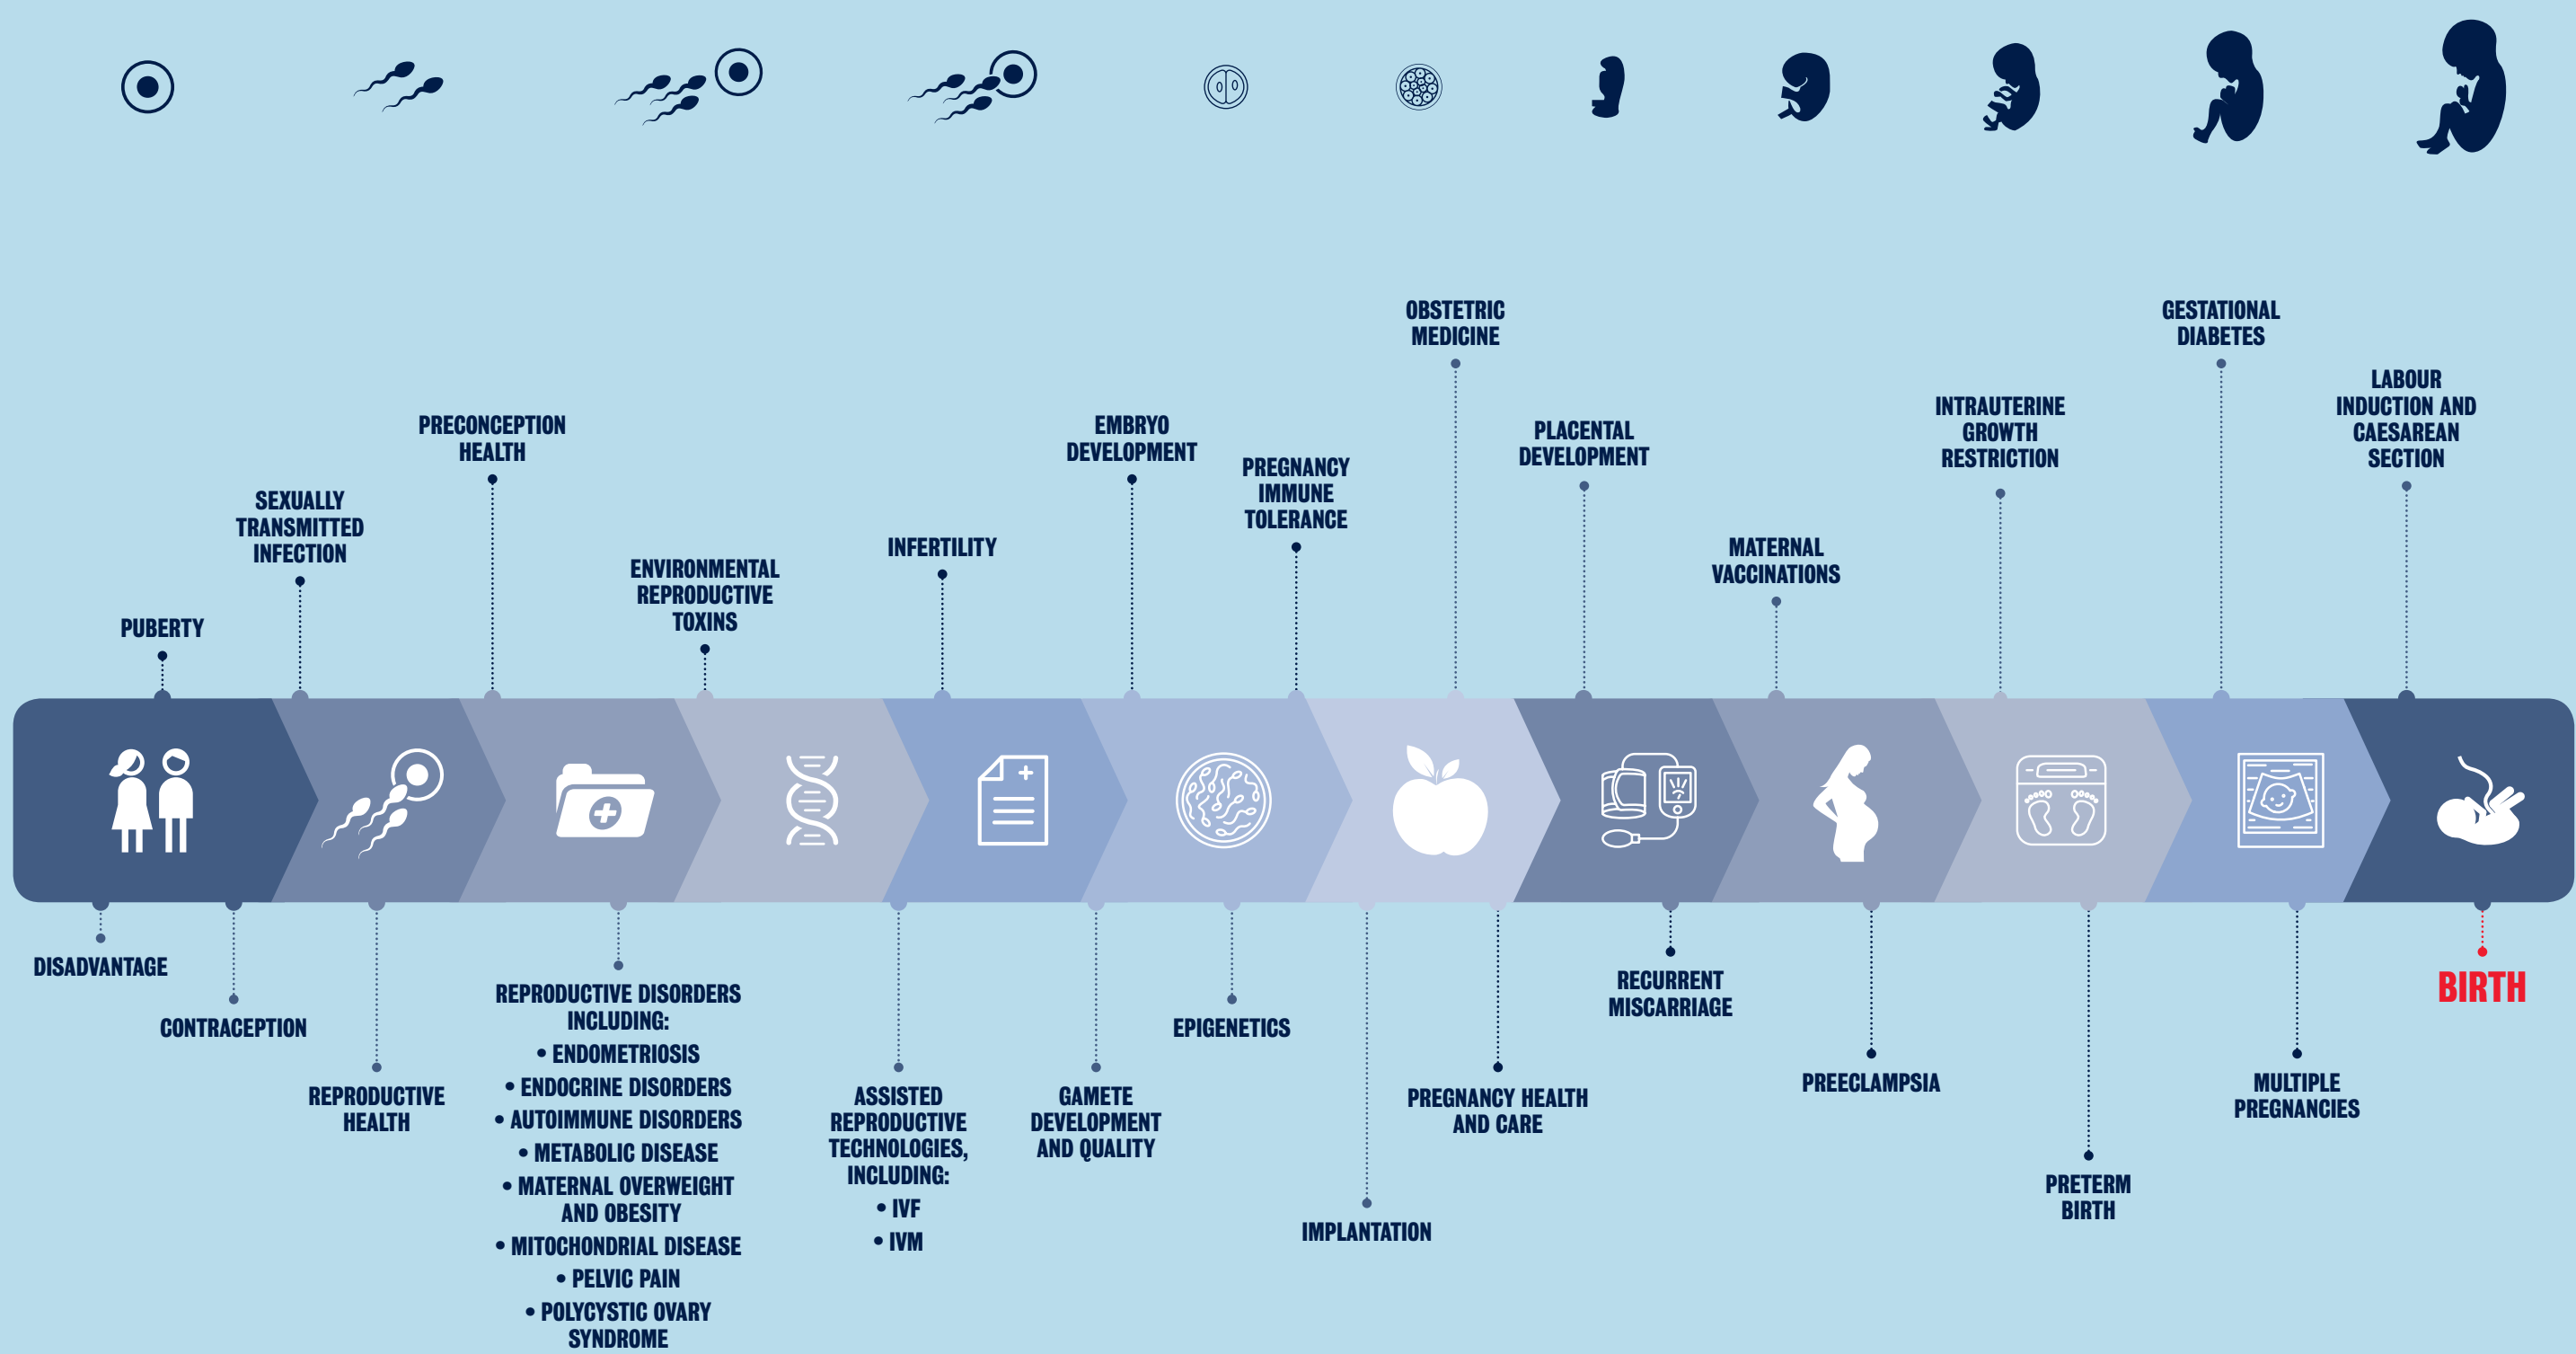 OBSTETRIC
MEDICINE
GESTATIONAL
DIABETES
LABOUR
INDUCTION AND
CAESAREAN
SECTION
PRECONCEPTION
HEALTH
EMBRYO
DEVELOPMENT
PLACENTAL
DEVELOPMENT
INTRAUTERINE
GROWTH
RESTRICTION
PREGNANCY
IMMUNE
TOLERANCE
SEXUALLY
TRANSMITTED
INFECTION
INFERTILITY
MATERNAL
VACCINATIONS
ENVIRONMENTAL
REPRODUCTIVE
TOXINS
PUBERTY
DISADVANTAGE
CONTRACEPTION
REPRODUCTIVE
HEALTH
REPRODUCTIVE DISORDERS
INCLUDING:
• ENDOMETRIOSIS
• ENDOCRINE DISORDERS
• AUTOIMMUNE DISORDERS
• METABOLIC DISEASE
• MATERNAL OVERWEIGHT
AND OBESITY
• MITOCHONDRIAL DISEASE
• PELVIC PAIN
• POLYCYSTIC OVARY
SYNDROME
ASSISTED
REPRODUCTIVE
TECHNOLOGIES,
INCLUDING:
• IVF
• IVM
GAMETE
DEVELOPMENT
AND QUALITY
EPIGENETICS
IMPLANTATION
PREGNANCY HEALTH
AND CARE
RECURRENT
MISCARRIAGE
PREECLAMPSIA
PRETERM
BIRTH
MULTIPLE
PREGNANCIES
BIRTH